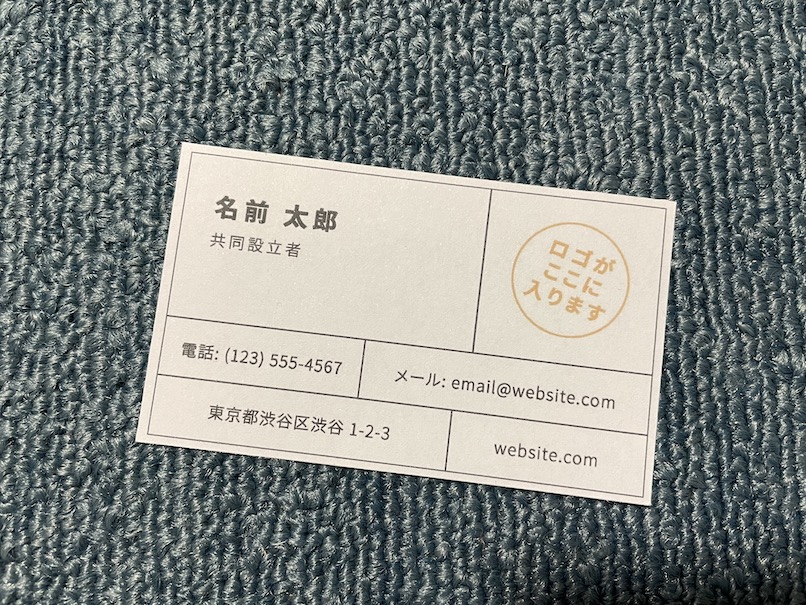 名前 太郎
共同設立者
ロゴが
ここに
入ります
電話: (123) 555-4567
メール: email@website.com
東京都渋谷区渋谷 1-2-3
website.com